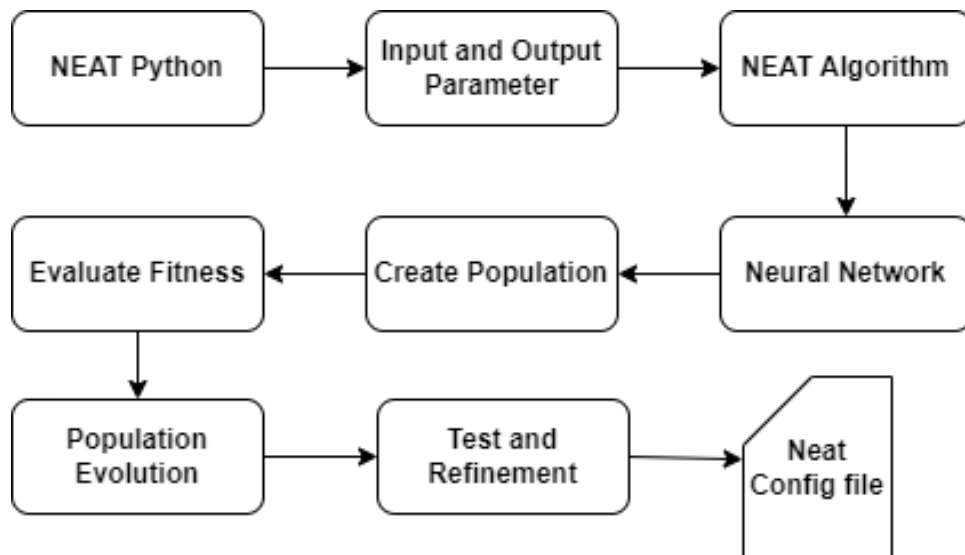 NEAT Python
Input and Output
Parameter
NEAT Algorithm
Evaluate Fitness
Create Population
Neural Network
Population
Evolution
Test and
Refinement
Neat
Config file